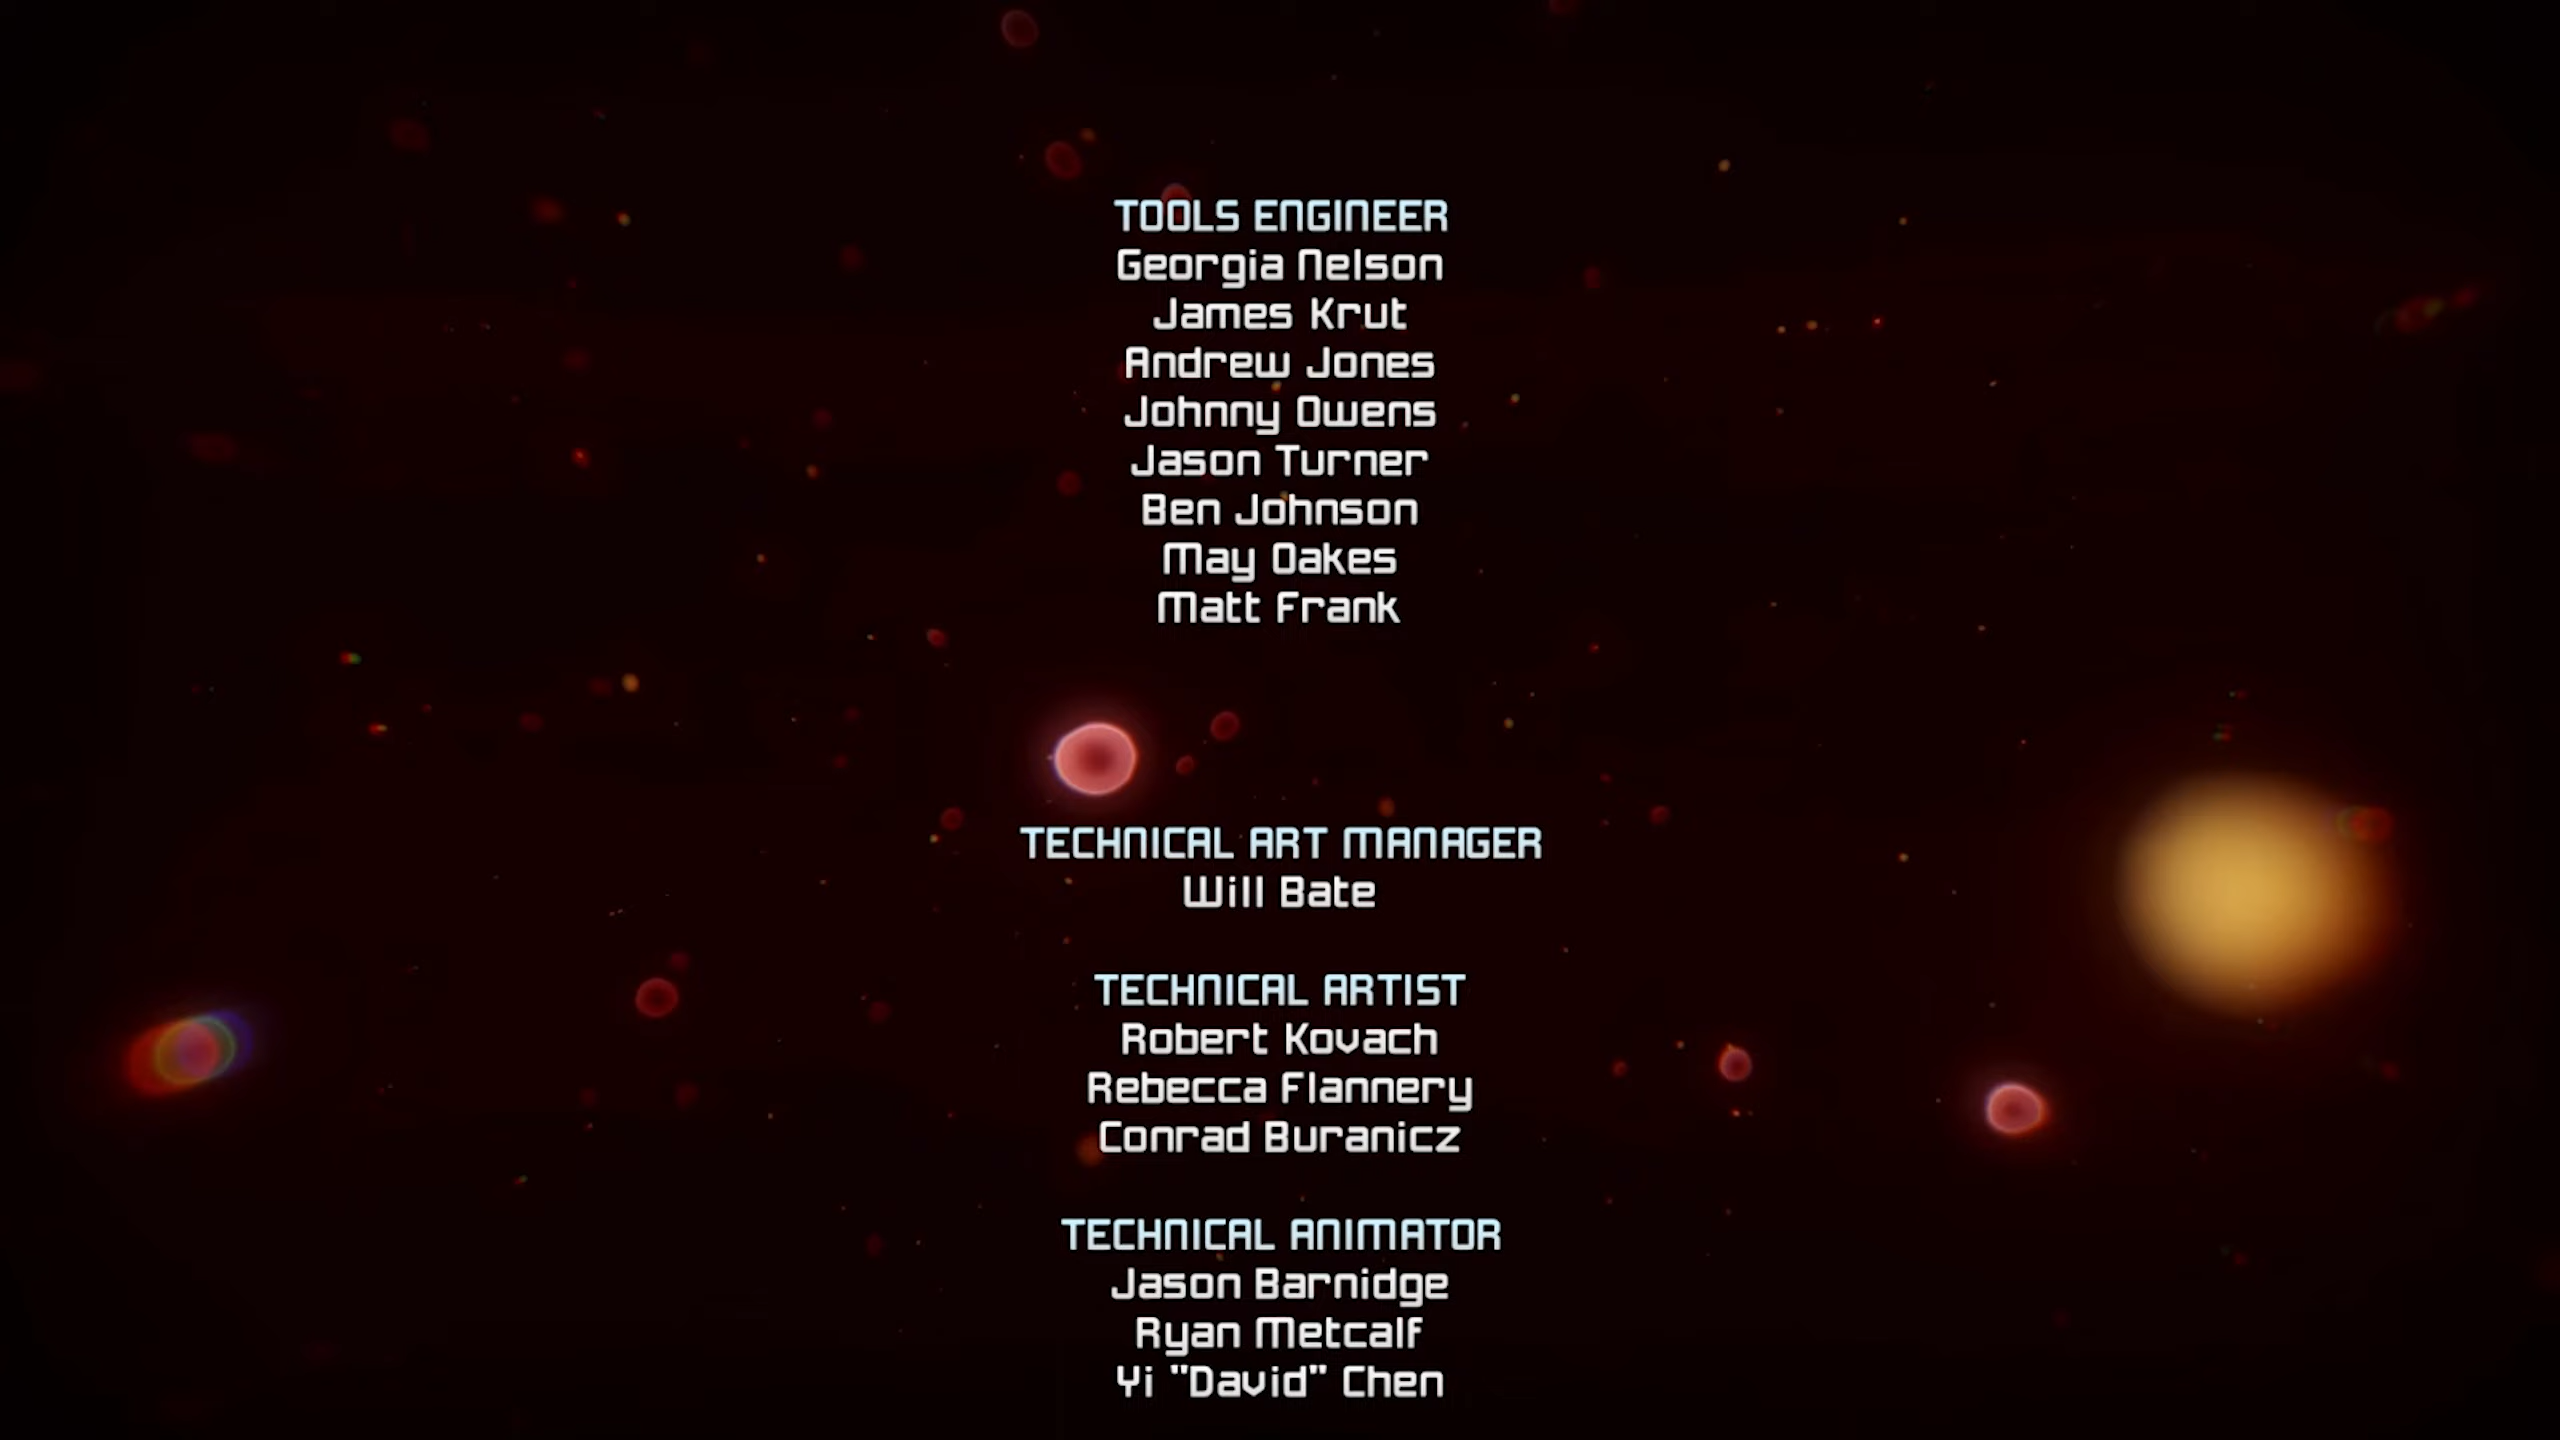 TOOLS ENGINEER
Georgia Nelson
James Krut
Andrew Jones
Johnny Owens
Jason Turner
Ben Johnson
May Oakes
Matt Frank
TECHNICAL ART MANAGER
Will Bate
TECHNICAL ARTIST
Robert Kovach
Rebecca Flannery
Conrad Buranicz
TECHNICAL ANIMATOR
Jason Barnidge
Ryan Metcalf
Yi "David" Chen